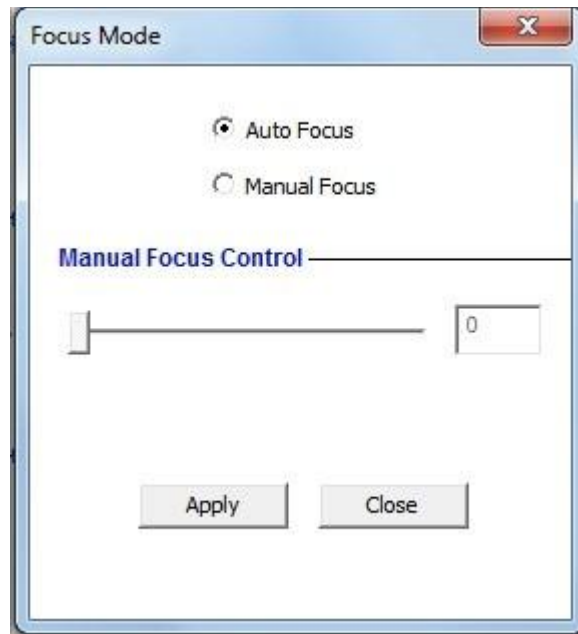 Focus Mode
Auto Focus
Manual Focus
Manual Focus Control
0
Apply Close